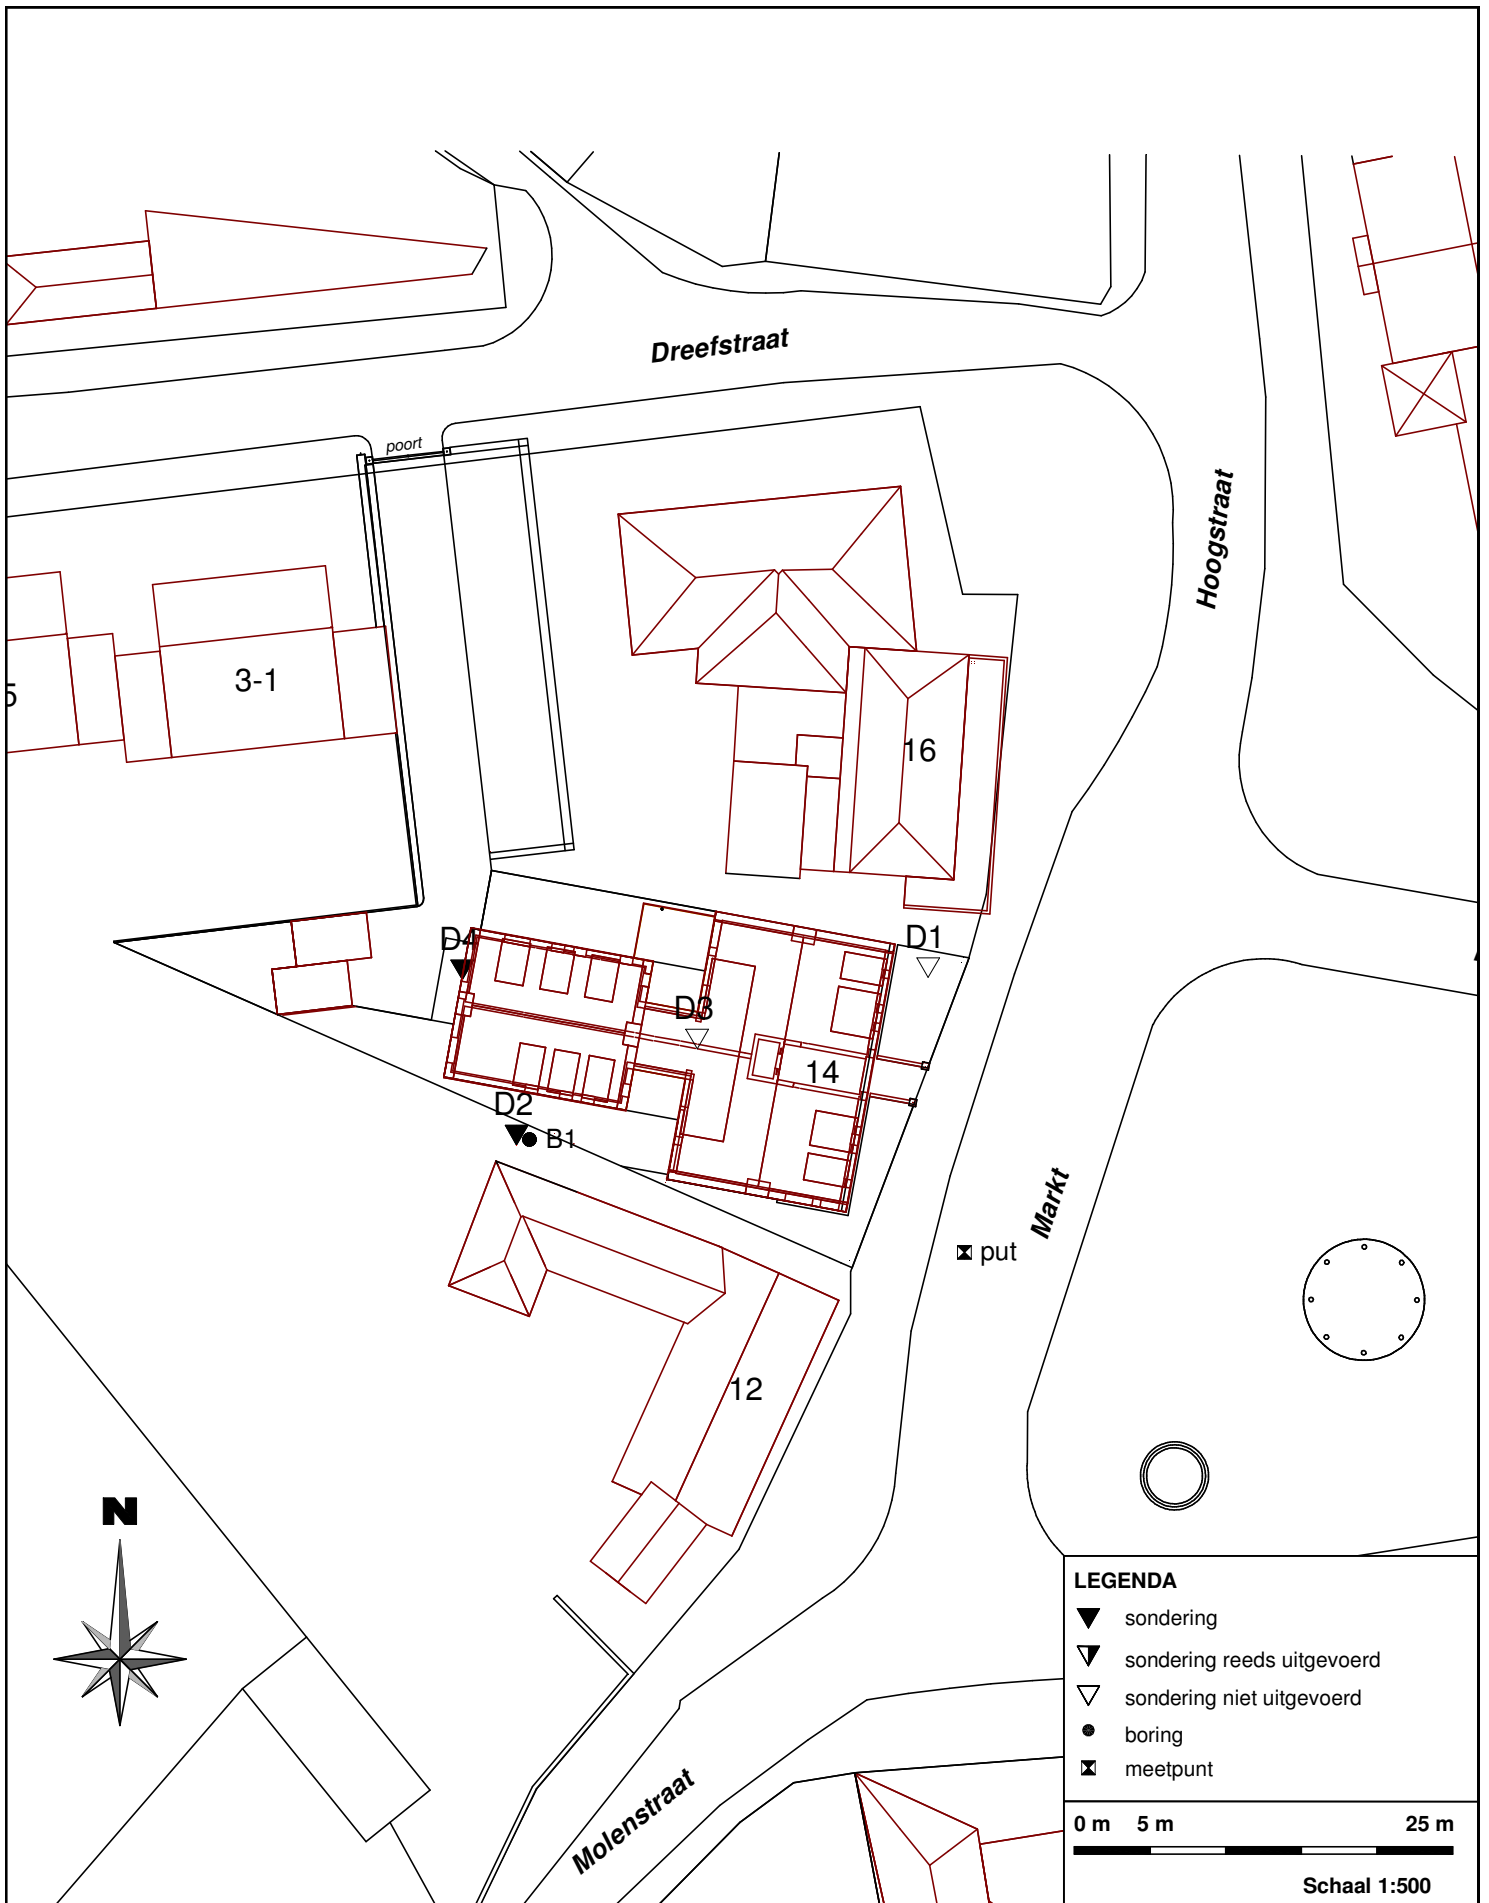 Dreefstraat
poort
Hoogstraat
3-1
5
16
D4
D1
D3
14
D2
B1
Markt
put
12
N
LEGENDA
sondering
sondering reeds uitgevoerd
sondering niet uitgevoerd
boring
meetpunt
0 m 5 m 25 m
Schaal 1:500
Molenstraat